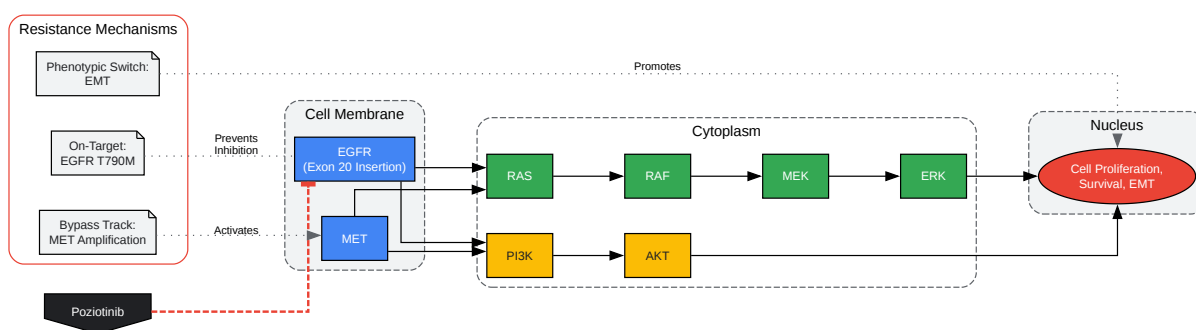 Resistance Mechanisms
Phenotypic Switch:
EMT
Promotes
On-Target:
EGFR T790M
Prevents
Inhibition
Bypass Track:
MET Amplification
Activates
Poziotinib
Cell Membrane
EGFR
(Exon 20 Insertion)
MET
Cytoplasm
RAS
RAF
MEK
ERK
PI3K
AKT
Nucleus
Cell Proliferation,
Survival, EMT